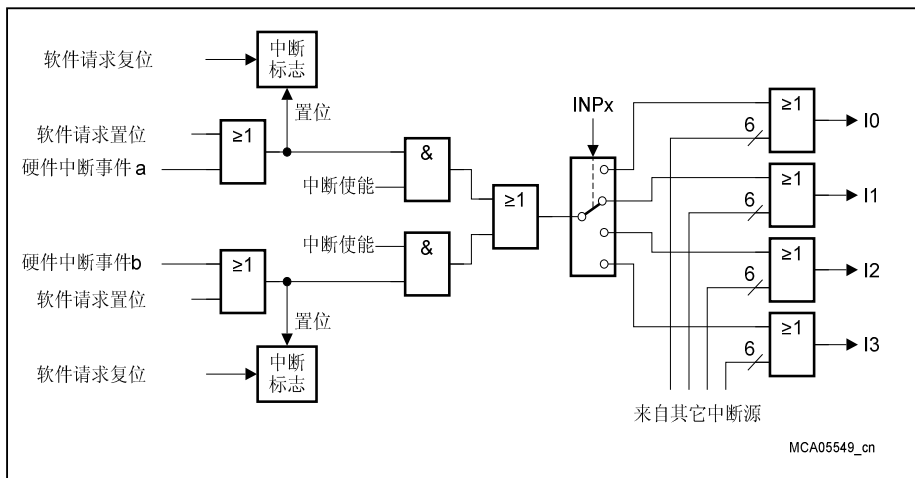 软件请求复位
中断
标志
置位
软件请求置位
≥1
硬件中断事件a
&
中断使能
≥1
INPx
中断使能
&
硬件中断事件b
≥1
软件请求置位
置位
软件请求复位
中断
标志
≥1
6
I0
≥1
6
I1
≥1
6
I2
≥1
6
I3
来自其它中断源
MCA05549_cn